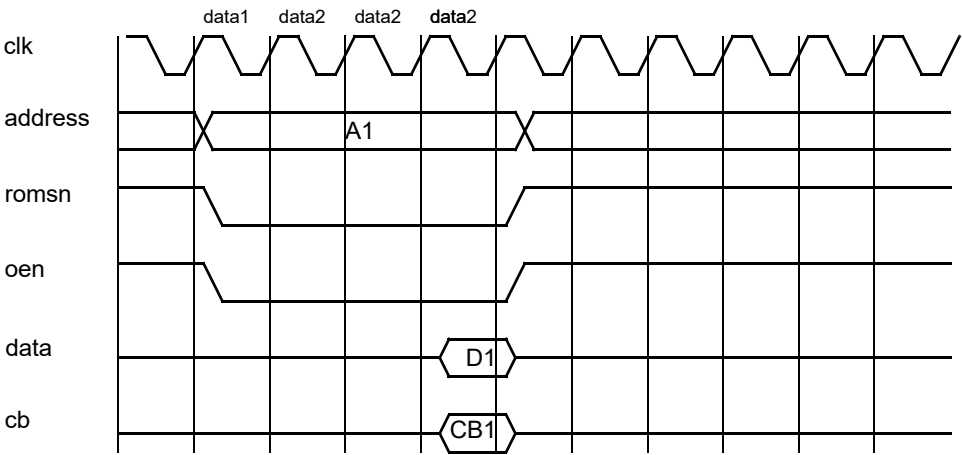 data1 data2 data2 data2
clk
address
A1
romsn
oen
data
D1
cb
CB1